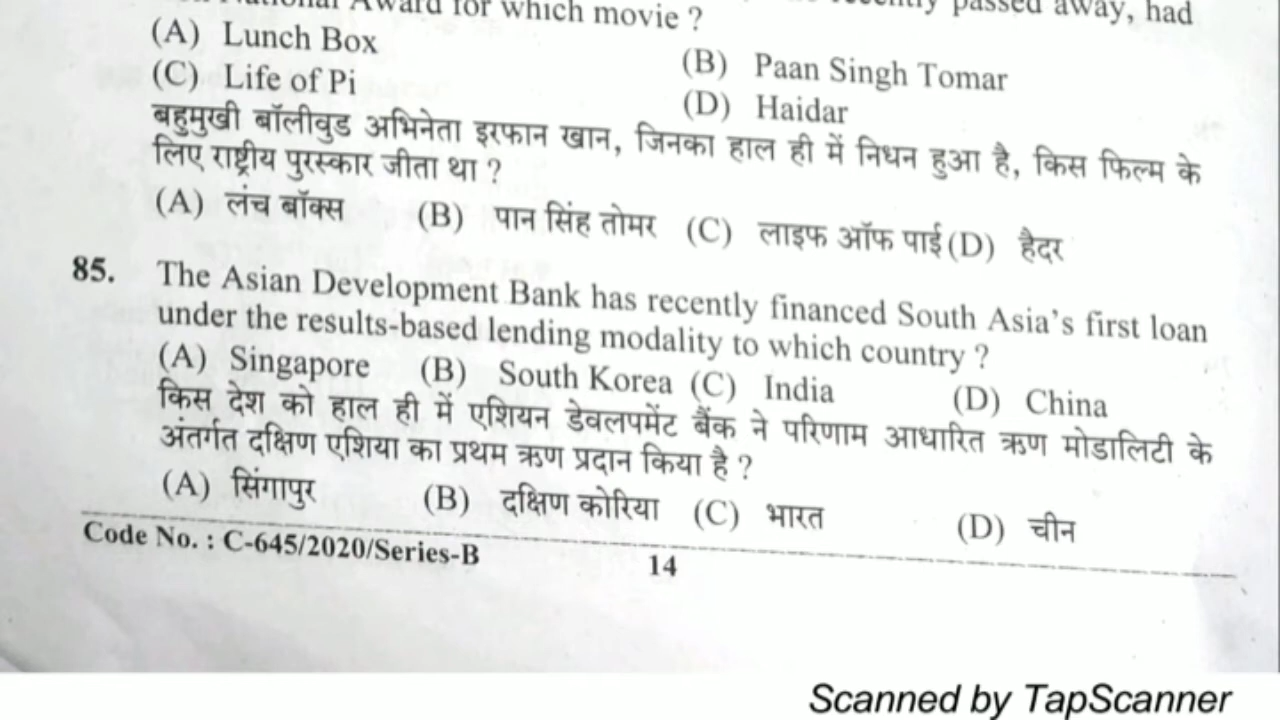 Award for which movie ?
passed away, had
(A) Lunch Box
(B) Paan Singh Tomar
(C) Life of Pi
(D) Haidar
बहुमुखी बॉलीवुड अभिनेता इरफान खान, जिनका हाल ही में निधन हुआ है, किस फिल्म के
लिए राष्ट्रीय पुरस्कार जीता था ?
(A) लंच बॉक्स (B) पान सिंह तोमर (C) लाइफ ऑफ पाई (D) हैदर
85. The Asian Development Bank has recently financed South Asia's first loan
under the results-based lending modality to which country ?
(A) Singapore (B) South Korea (C) India (D) China
किस देश को हाल ही में एशियन डेवलपमेंट बैंक ने परिणाम आधारित ऋण मोडालिटी के
अंतर्गत दक्षिण एशिया का प्रथम ऋण प्रदान किया है ?
(A) सिंगापुर (B) दक्षिण कोरिया (C) भारत (D) चीन
Code No. : C-645/2020/Series-B
14
Scanned by TapScanner